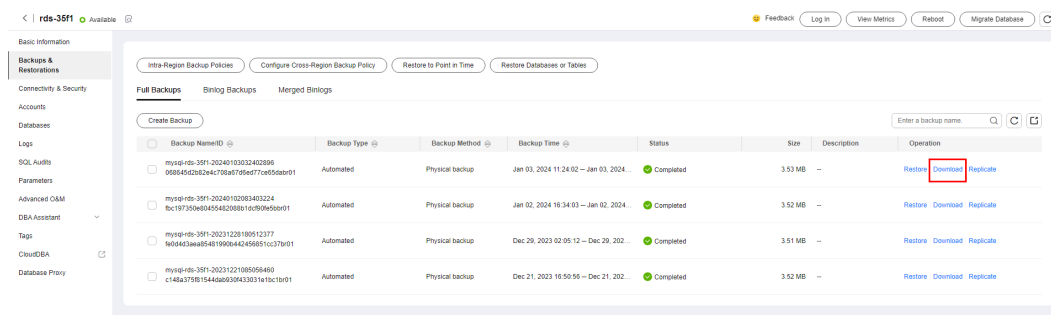 rds-35f1 Available
Feedback Log In View Metrics Reboot Migrate Database
Basic Information
Backups &
Restorations
Connectivity & Security
Accounts
Databases
Logs
SQL Audits
Parameters
Advanced O&M
DBA Assistant
Tags
CloudDBA
Database Proxy
Intra-Region Backup Policies Configure Cross-Region Backup Policy Restore to Point in Time Restore Databases or Tables
Full Backups Binlog Backups Merged Binlogs
Create Backup Enter a backup name.
Backup Name/ID Backup Type Backup Method Backup Time Status Size Description Operation
mysql-rds-35f1-20240103032402896
068645d2b82e4c708a67d6ed77ce65dabr01 Automated Physical backup Jan 03, 2024 11:24:02 – Jan 03, 2024... Completed 3.53 MB – Restore Download Replicate
mysql-rds-35f1-20240102083403224
fbc197350e80455482088b1dcf90fe5bbr01 Automated Physical backup Jan 02, 2024 16:34:03 – Jan 02, 2024... Completed 3.52 MB – Restore Download Replicate
mysql-rds-35f1-20231228180512377
fe0d4d3aea85481990b442456851cc37br01 Automated Physical backup Dec 29, 2023 02:05:12 – Dec 29, 202... Completed 3.51 MB – Restore Download Replicate
mysql-rds-35f1-20231221085056460
c148a375f81544dab930f433031e1bc1br01 Automated Physical backup Dec 21, 2023 16:50:56 – Dec 21, 202... Completed 3.52 MB – Restore Download Replicate